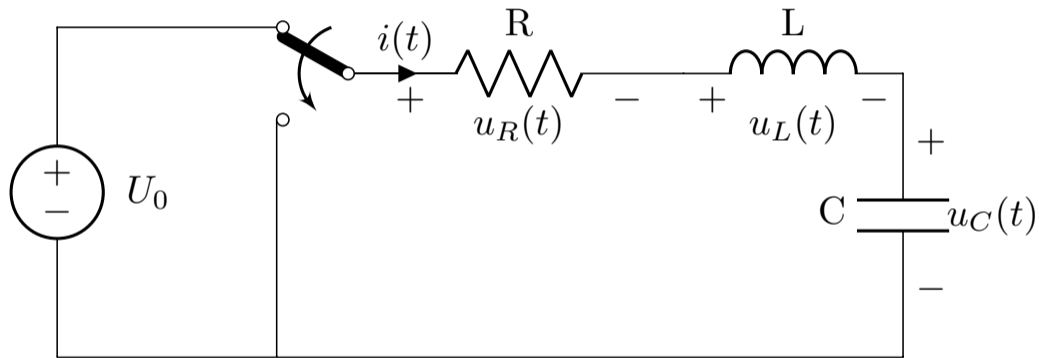 R
L
i(t)
+ − + −
u_R(t)
u_L(t)
+
+
−
U_0
C
u_C(t)
−